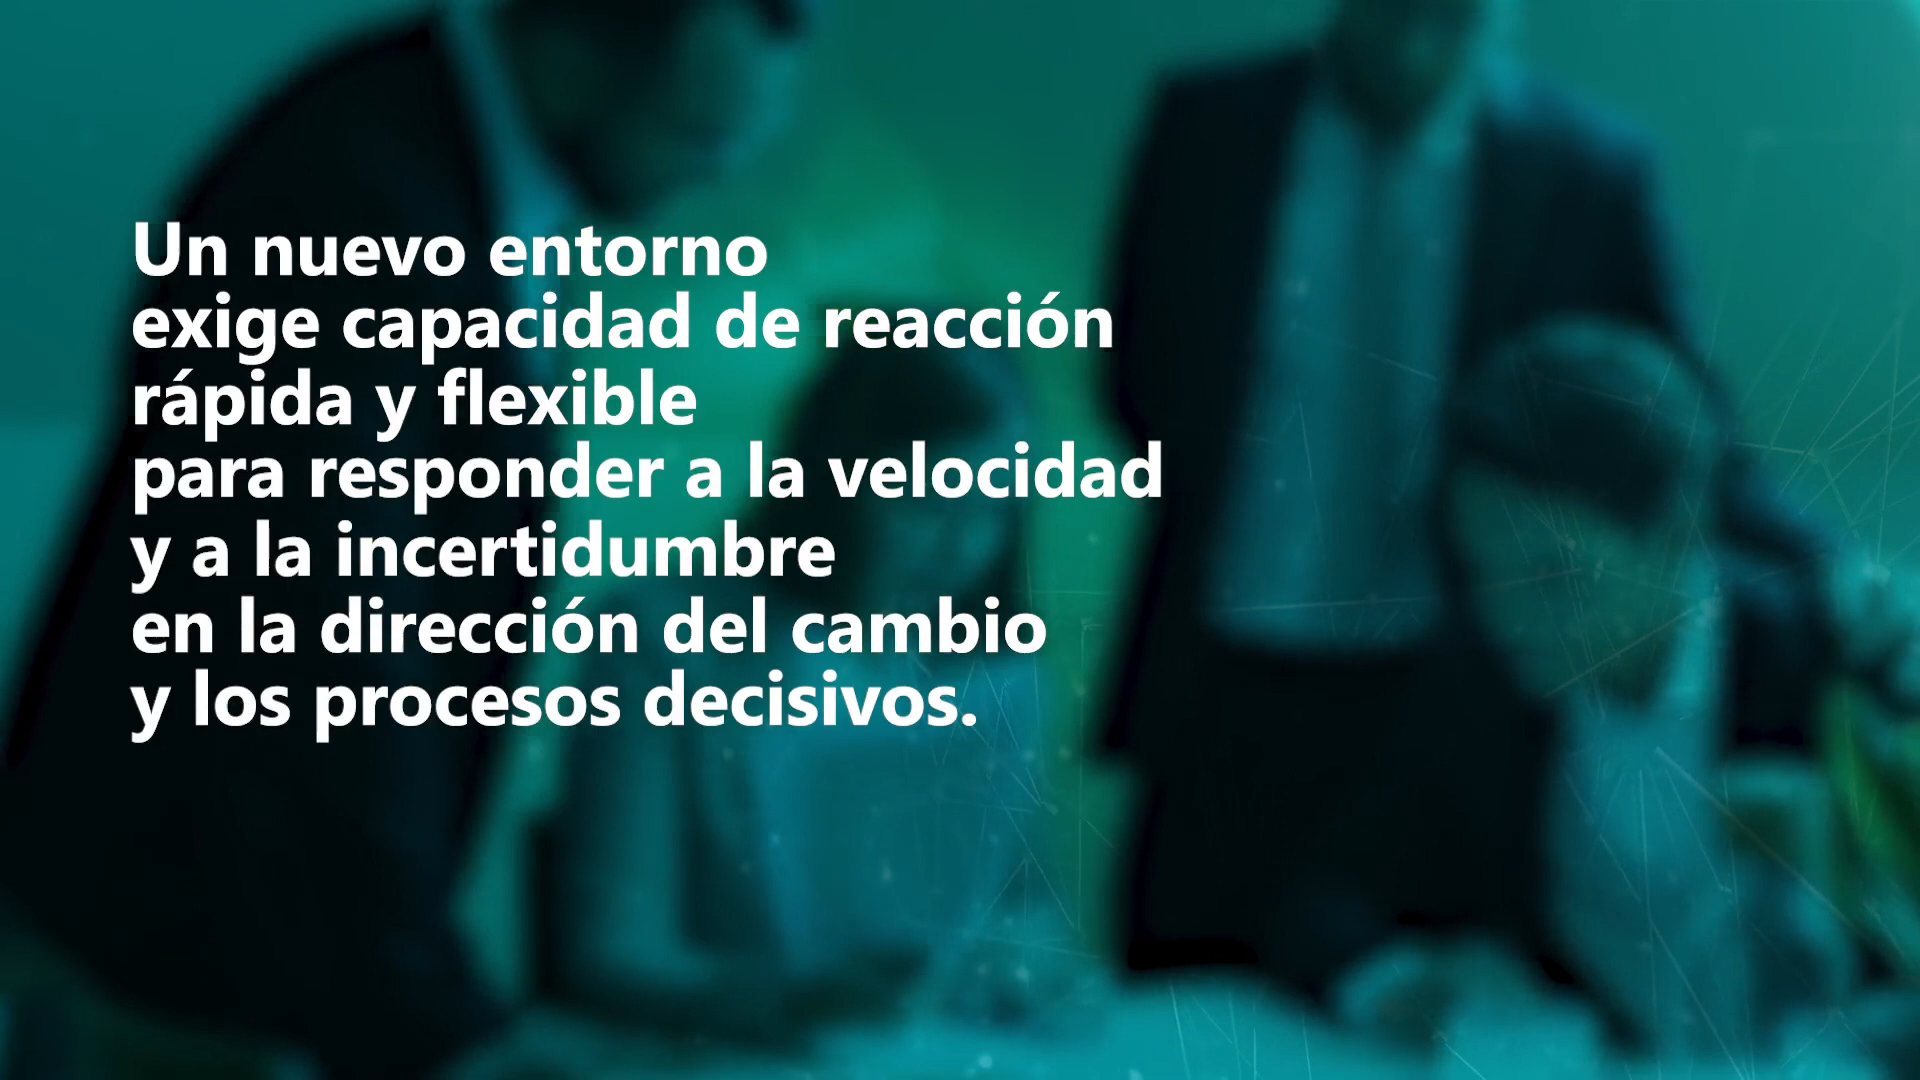 Un nuevo entorno
exige capacidad de reacción
rápida y flexible
para responder a la velocidad
y a la incertidumbre
en la dirección del cambio
y los procesos decisivos.